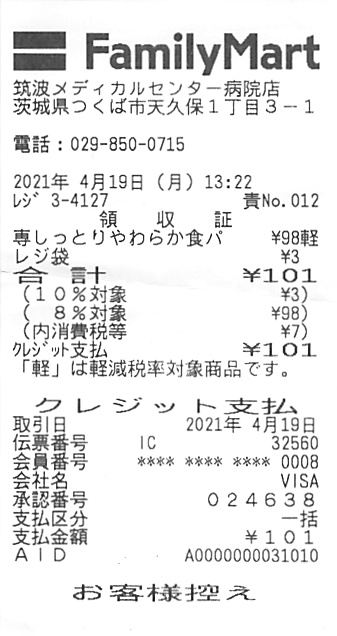 FamilyMart
筑波メディカルセンター病院店
茨城県つくば市天久保1丁目3-1
電話：029-850-0715
2021年 4月19日（月）13:22
ﾚｼﾞ 3-4127 責No.012
領 収 証
専しっとりやわらか食パ ¥98軽
レジ袋 ¥3
合 計 ¥101
（10％対象 ¥3）
（ 8％対象 ¥98）
（内消費税等 ¥7）
ｸﾚｼﾞｯﾄ支払 ¥101
「軽」は軽減税率対象商品です。
クレジット支払
取引日 2021年 4月19日
伝票番号 IC 32560
会員番号 **** **** **** 0008
会社名 VISA
承認番号 024638
支払区分 一括
支払金額 ¥101
AID A0000000031010
お客様控え